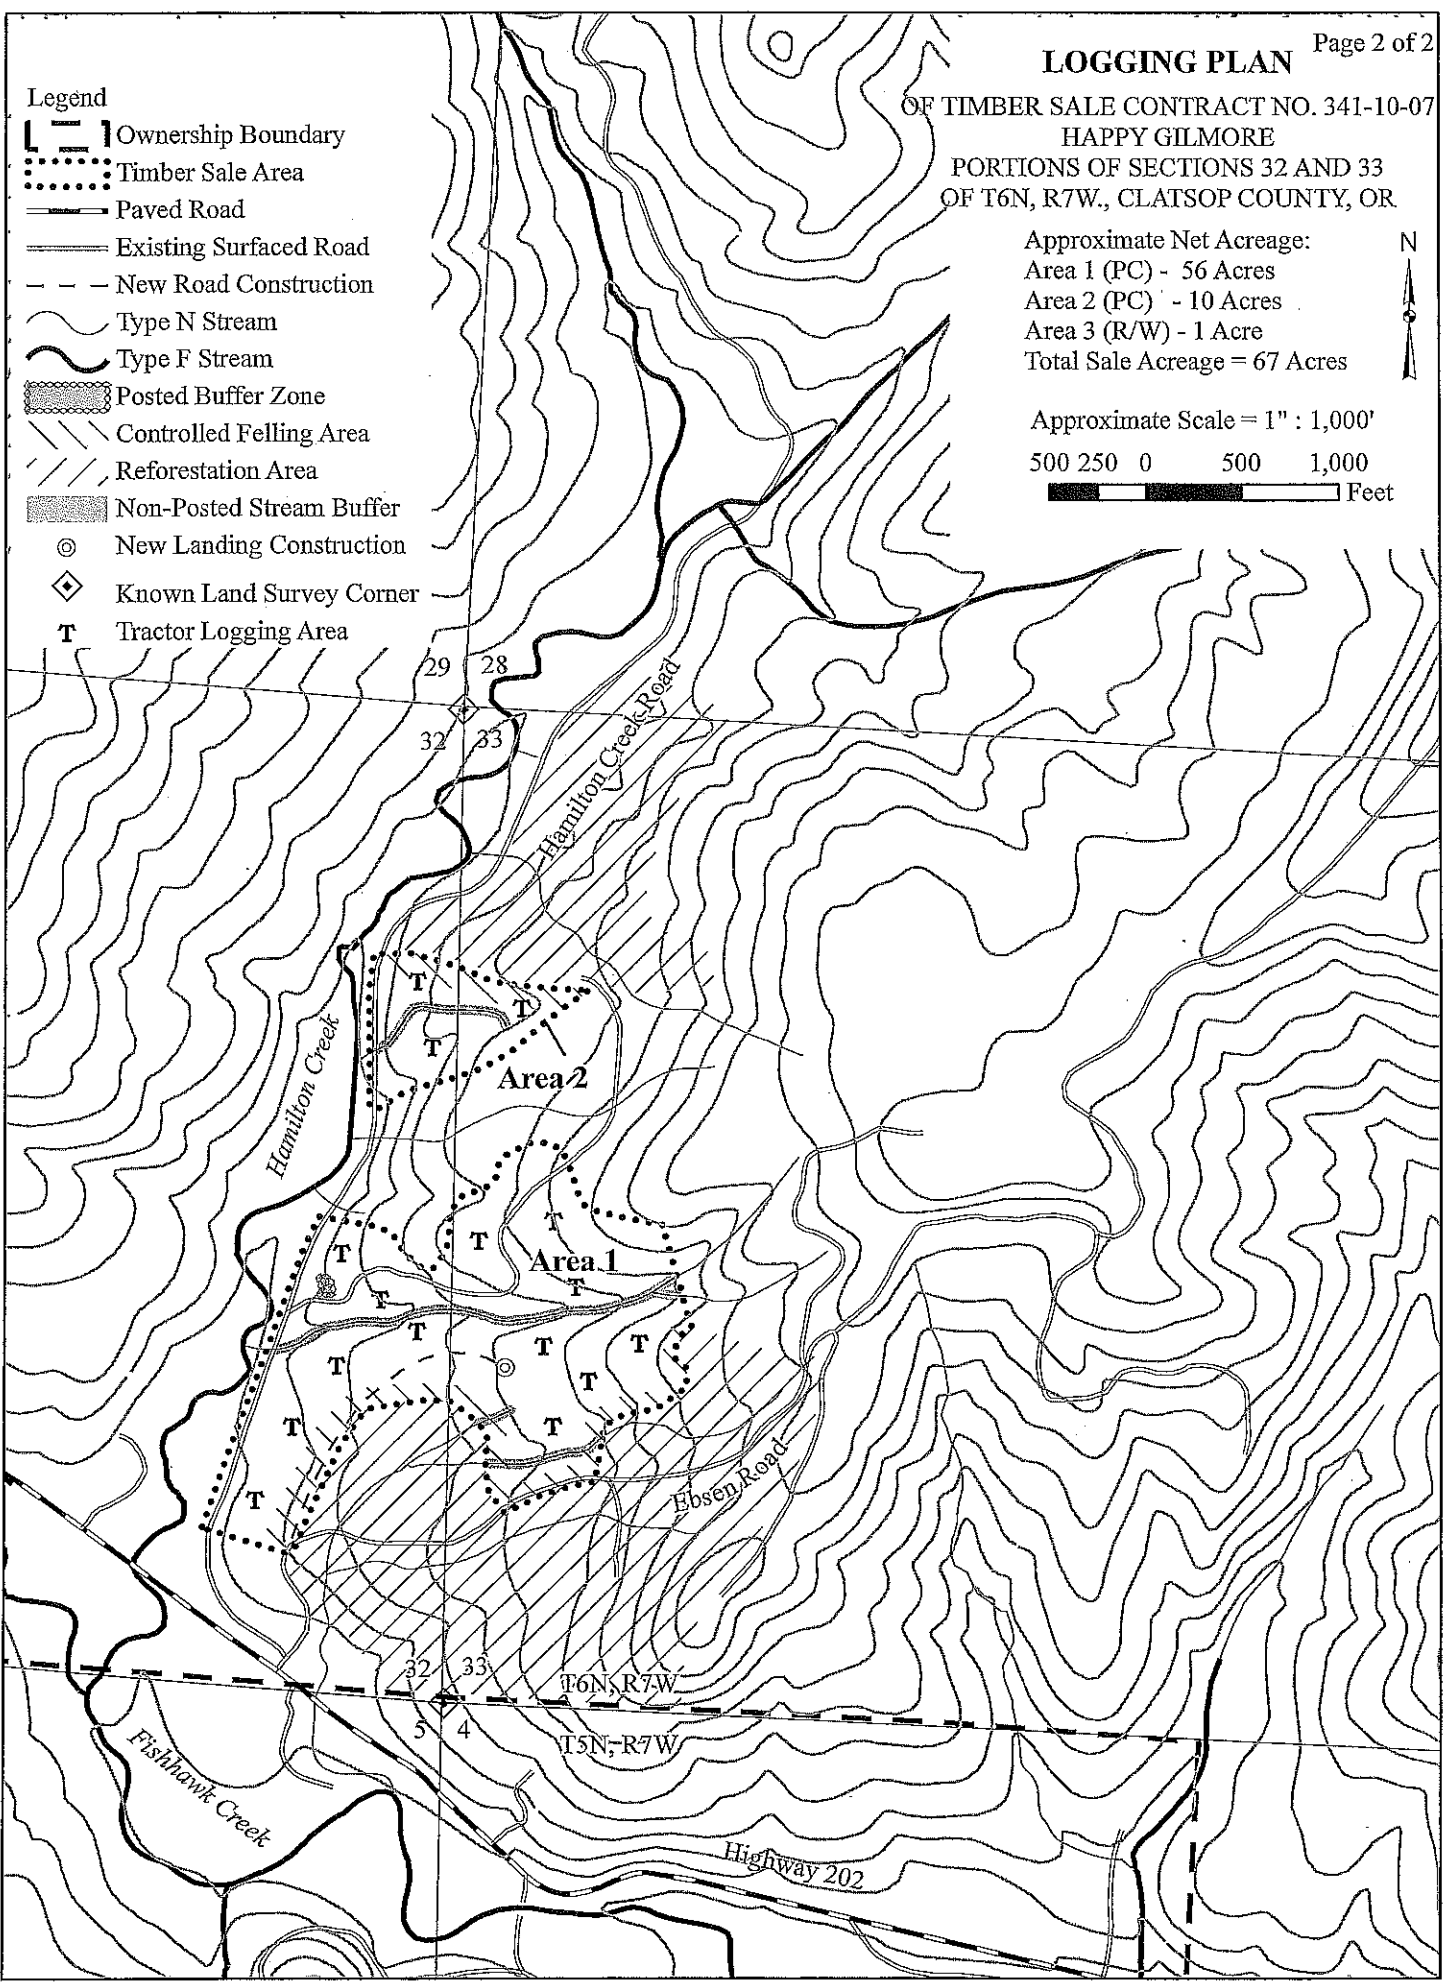 Page 2 of 2
LOGGING PLAN
OF TIMBER SALE CONTRACT NO. 341-10-07
HAPPY GILMORE
PORTIONS OF SECTIONS 32 AND 33
OF T6N, R7W., CLATSOP COUNTY, OR
Approximate Net Acreage:
Area 1 (PC) - 56 Acres
Area 2 (PC) - 10 Acres
Area 3 (R/W) - 1 Acre
Total Sale Acreage = 67 Acres
N
Approximate Scale = 1" : 1,000'
500 250 0 500 1,000
Feet
Legend
Ownership Boundary
Timber Sale Area
Paved Road
Existing Surfaced Road
New Road Construction
Type N Stream
Type F Stream
Posted Buffer Zone
Controlled Felling Area
Reforestation Area
Non-Posted Stream Buffer
New Landing Construction
Known Land Survey Corner
T Tractor Logging Area
29 28
32 33
Hamilton Creek Road
T
T
T
Hamilton Creek
Area 2
T
T
T
Area 1
T
T
T
T
T
T
T
T
T
T
Ebsen Road
32 33
T6N, R7W
5 4
T5N, R7W
Fishhawk Creek
Highway 202